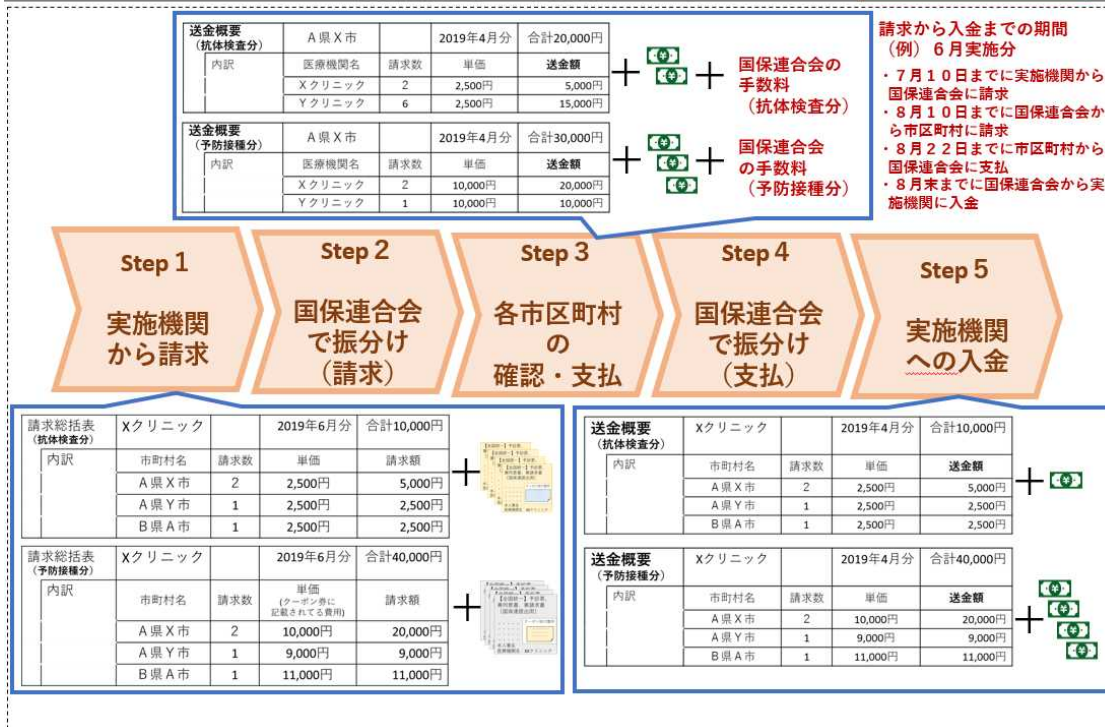 送金概要 A県X市 2019年4月分 合計20,000円
(抗体検査分)
内訳 医療機関名 請求数 単価 送金額
Xクリニック 2 2,500円 5,000円
Yクリニック 6 2,500円 15,000円
+ + 国保連合会の
手数料
(抗体検査分)
送金概要 A県X市 2019年4月分 合計30,000円
(予防接種分)
内訳 医療機関名 請求数 単価 送金額
Xクリニック 2 10,000円 20,000円
Yクリニック 1 10,000円 10,000円
+ + 国保連合会
の手数料
(予防接種分)
請求から入金までの期間
(例)6月実施分
・7月10日までに実施機関から
国保連合会に請求
・8月10日までに国保連合会か
ら市区町村に請求
・8月22日までに市区町村から
国保連合会に支払
・8月末までに国保連合会から実
施機関に入金
Step 1
実施機関
から請求
Step 2
国保連合会
で振分け
(請求)
Step 3
各市区町村
の
確認・支払
Step 4
国保連合会
で振分け
(支払)
Step 5
実施機関
への入金
請求総括表 Xクリニック 2019年6月分 合計10,000円
(抗体検査分)
内訳 市町村名 請求数 単価 請求額
A県X市 2 2,500円 5,000円
A県Y市 1 2,500円 2,500円
B県A市 1 2,500円 2,500円
+
請求総括表 Xクリニック 2019年6月分 合計40,000円
(予防接種分)
内訳 市町村名 請求数 単価 請求額
(クーポン券に
記載されてる費用)
A県X市 2 10,000円 20,000円
A県Y市 1 9,000円 9,000円
B県A市 1 11,000円 11,000円
+
送金概要 Xクリニック 2019年4月分 合計10,000円
(抗体検査分)
内訳 市町村名 請求数 単価 送金額
A県X市 2 2,500円 5,000円
A県Y市 1 2,500円 2,500円
B県A市 1 2,500円 2,500円
+
送金概要 Xクリニック 2019年4月分 合計40,000円
(予防接種分)
内訳 市町村名 請求数 単価 送金額
A県X市 2 10,000円 20,000円
A県Y市 1 9,000円 9,000円
B県A市 1 11,000円 11,000円
+